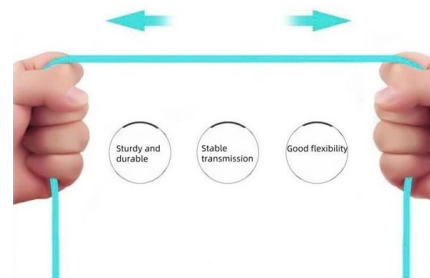 Sturdy and
durable
Stable
transmission
Good flexibility